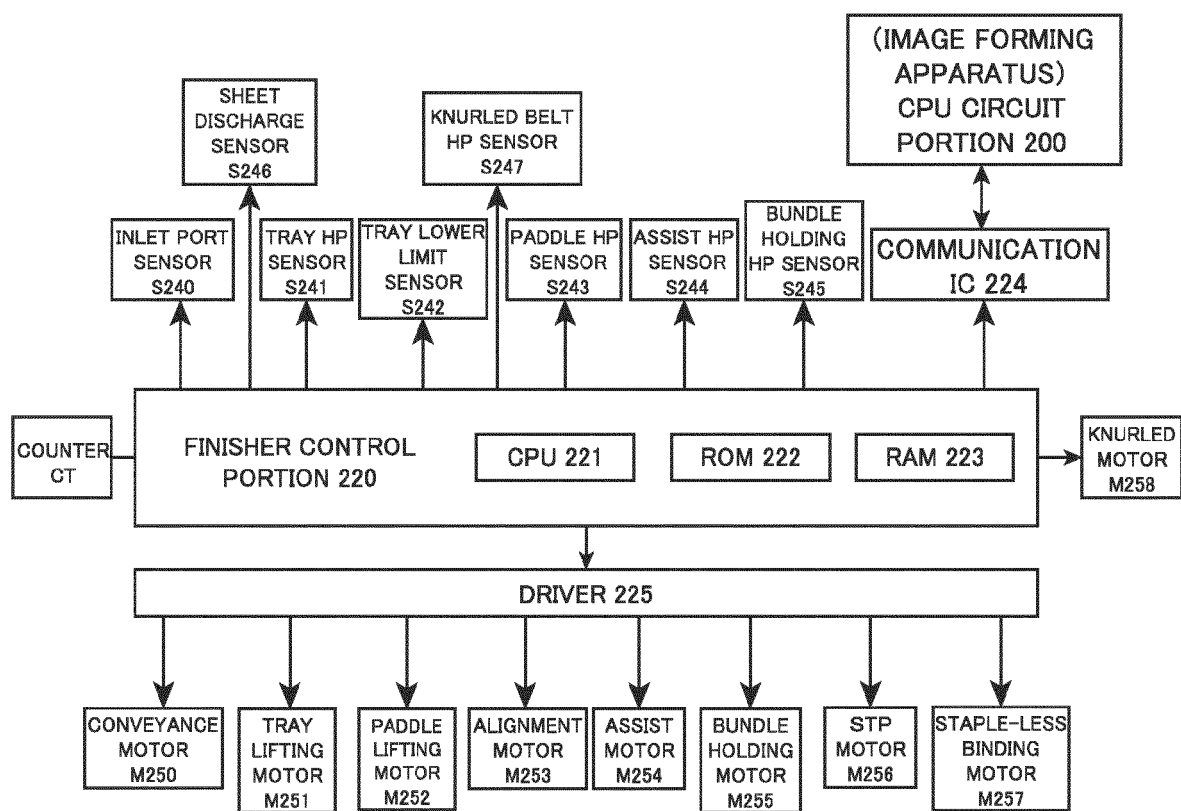 (IMAGE FORMING
APPARATUS)
CPU CIRCUIT
PORTION 200
SHEET
DISCHARGE
SENSOR
S246
KNURLED BELT
HP SENSOR
S247
INLET PORT
SENSOR
S240
TRAY HP
SENSOR
S241
TRAY LOWER
LIMIT
SENSOR
S242
PADDLE HP
SENSOR
S243
ASSIST HP
SENSOR
S244
BUNDLE
HOLDING
HP SENSOR
S245
COMMUNICATION
IC 224
COUNTER
CT
FINISHER CONTROL
PORTION 220
CPU 221
ROM 222
RAM 223
KNURLED
MOTOR
M258
DRIVER 225
CONVEYANCE
MOTOR
M250
TRAY
LIFTING
MOTOR
M251
PADDLE
LIFTING
MOTOR
M252
ALIGNMENT
MOTOR
M253
ASSIST
MOTOR
M254
BUNDLE
HOLDING
MOTOR
M255
STP
MOTOR
M256
STAPLE-LESS
BINDING
MOTOR
M257